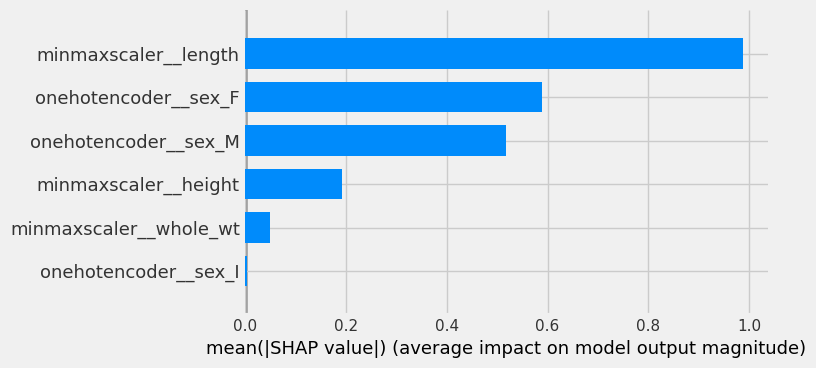 minmaxscaler__length
onehotencoder__sex_F
onehotencoder__sex_M
minmaxscaler__height
minmaxscaler__whole_wt
onehotencoder__sex_I
0.0 0.2 0.4 0.6 0.8 1.0
mean(|SHAP value|) (average impact on model output magnitude)